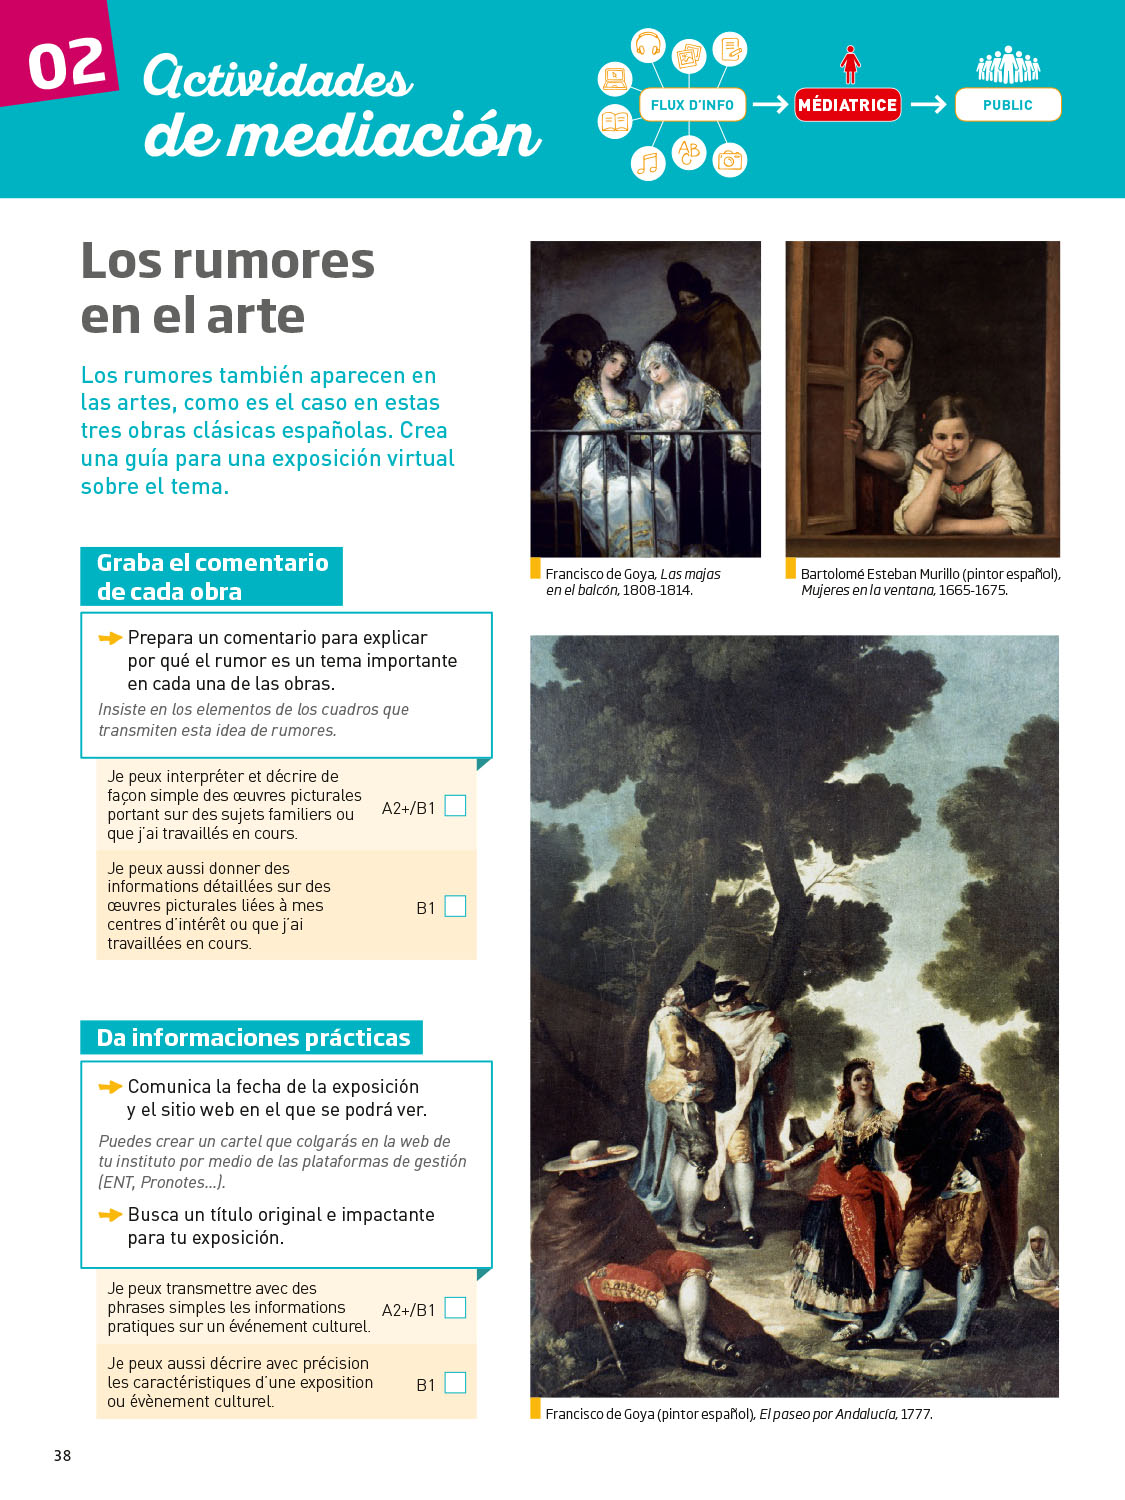 02
Actividades
de mediación
FLUX D'INFO
MÉDIATRICE
PUBLIC
AB
C
Los rumores
en el arte
Los rumores también aparecen en
las artes, como es el caso en estas
tres obras clásicas españolas. Crea
una guía para una exposición virtual
sobre el tema.
Graba el comentario
de cada obra
Prepara un comentario para explicar
por qué el rumor es un tema importante
en cada una de las obras.
Insiste en los elementos de los cuadros que
transmiten esta idea de rumores.
Je peux interpréter et décrire de
façon simple des œuvres picturales
portant sur des sujets familiers ou
que j'ai travaillés en cours.
A2+/B1
Je peux aussi donner des
informations détaillées sur des
œuvres picturales liées à mes
centres d'intérêt ou que j'ai
travaillées en cours.
B1
Da informaciones prácticas
Comunica la fecha de la exposición
y el sitio web en el que se podrá ver.
Puedes crear un cartel que colgarás en la web de
tu instituto por medio de las plataformas de gestión
(ENT, Pronotes...).
Busca un título original e impactante
para tu exposición.
Je peux transmettre avec des
phrases simples les informations
pratiques sur un événement culturel.
A2+/B1
Je peux aussi décrire avec précision
les caractéristiques d'une exposition
ou évènement culturel.
B1
Francisco de Goya, Las majas
en el balcón, 1808-1814.
Bartolomé Esteban Murillo (pintor español),
Mujeres en la ventana, 1665-1675.
Francisco de Goya (pintor español), El paseo por Andalucía, 1777.
38